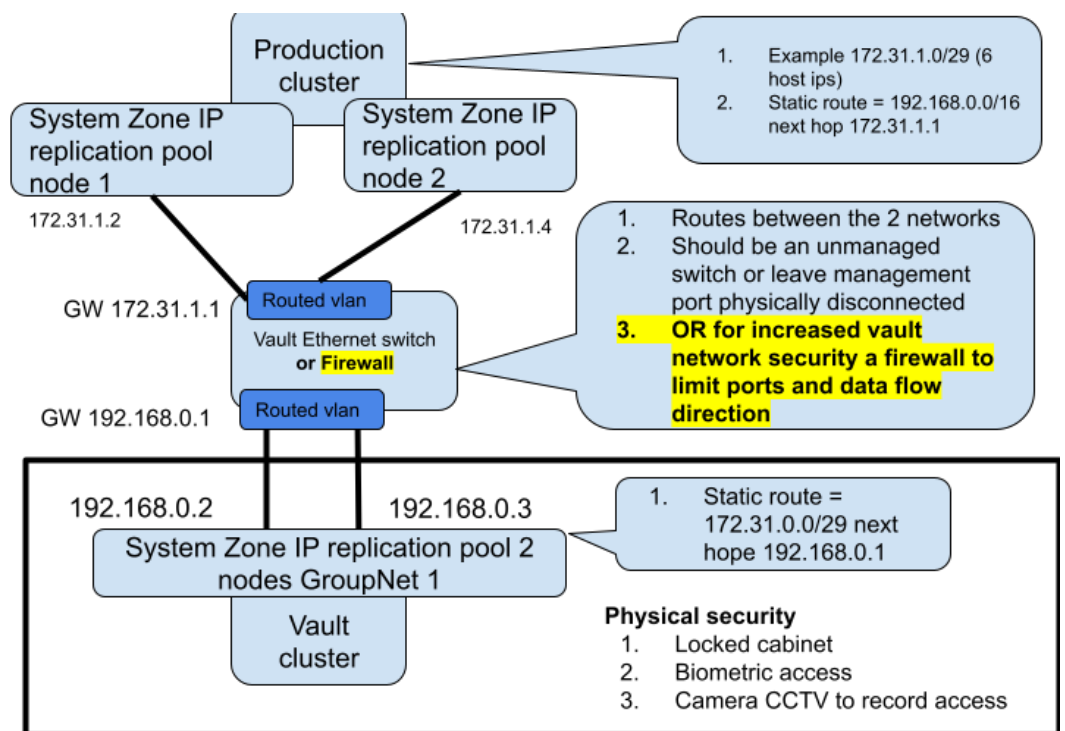 Production
cluster
1. Example 172.31.1.0/29 (6
host ips)
2. Static route = 192.168.0.0/16
next hop 172.31.1.1
System Zone IP
replication pool
node 1
System Zone IP
replication pool
node 2
172.31.1.2
172.31.1.4
1. Routes between the 2 networks
2. Should be an unmanaged
switch or leave management
port physically disconnected
3. OR for increased vault
network security a firewall to
limit ports and data flow
direction
GW 172.31.1.1
Routed vlan
Vault Ethernet switch
or Firewall
Routed vlan
GW 192.168.0.1
192.168.0.2
192.168.0.3
1. Static route =
172.31.0.0/29 next
hope 192.168.0.1
System Zone IP replication pool 2
nodes GroupNet 1
Vault
cluster
Physical security
1. Locked cabinet
2. Biometric access
3. Camera CCTV to record access